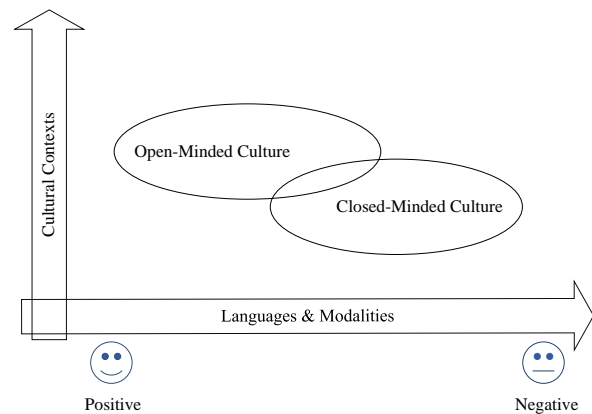 Cultural Contexts
Open-Minded Culture
Closed-Minded Culture
Languages & Modalities
Positive
Negative